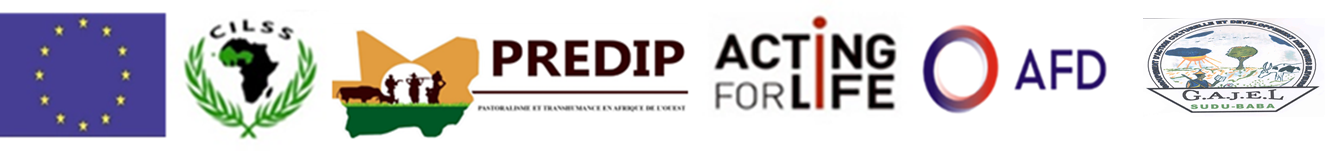 CILSS
PREDIP
PASTORALISME ET TRANSHUMANCE EN AFRIQUE DE L'OUEST
ACTING
FOR LIFE
AFD
G.A.J.E.L
SUDU-BABA